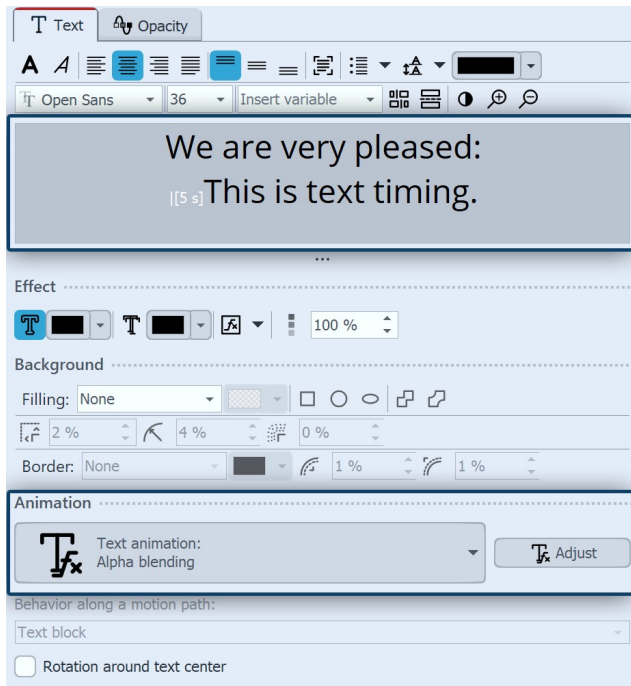 Text
Opacity
Open Sans
36
Insert variable
We are very pleased:
|[5 s]This is text timing.
...
Effect
100 %
Background
Filling: None
2 %
4 %
0 %
Border: None
1 %
1 %
Animation
Text animation:
Alpha blending
Adjust
Behavior along a motion path:
Text block
Rotation around text center